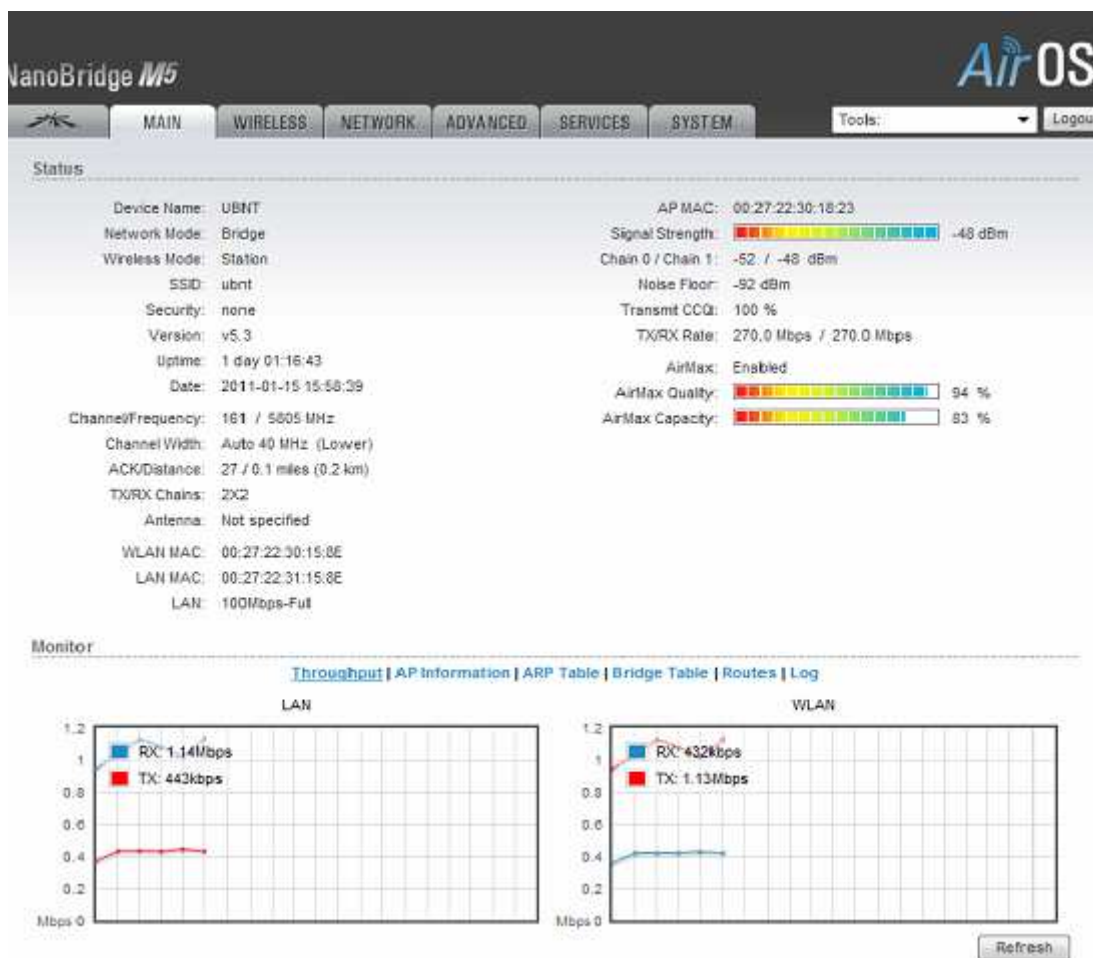 NanoBridge M5
AirOS
MAIN
WIRELESS
NETWORK
ADVANCED
SERVICES
SYSTEM
Tools:
Logou
Status
Device Name: UBNT
Network Mode: Bridge
Wireless Mode: Station
SSID: ubnt
Security: none
Version: v5.3
Uptime: 1 day 01:16:43
Date: 2011-01-15 15:58:39
Channel/Frequency: 161 / 5805 MHz
Channel Width: Auto 40 MHz (Lower)
ACK/Distance: 27 / 0.1 miles (0.2 km)
TX/RX Chains: 2X2
Antenna: Not specified
WLAN MAC: 00:27:22:30:15:8E
LAN MAC: 00:27:22:31:15:8E
LAN: 100Mbps-Full
AP MAC: 00:27:22:30:18:23
Signal Strength: -48 dBm
Chain 0 / Chain 1: -52 / -48 dBm
Noise Floor: -92 dBm
Transmit CCQ: 100 %
TX/RX Rate: 270.0 Mbps / 270.0 Mbps
AirMax: Enabled
AirMax Quality: 94 %
AirMax Capacity: 83 %
Monitor
Throughput | AP Information | ARP Table | Bridge Table | Routes | Log
LAN
1.2
1
0.8
0.6
0.4
0.2
Mbps 0
RX: 1.14Mbps
TX: 443kbps
WLAN
1.2
1
0.8
0.6
0.4
0.2
Mbps 0
RX: 432kbps
TX: 1.13Mbps
Refresh